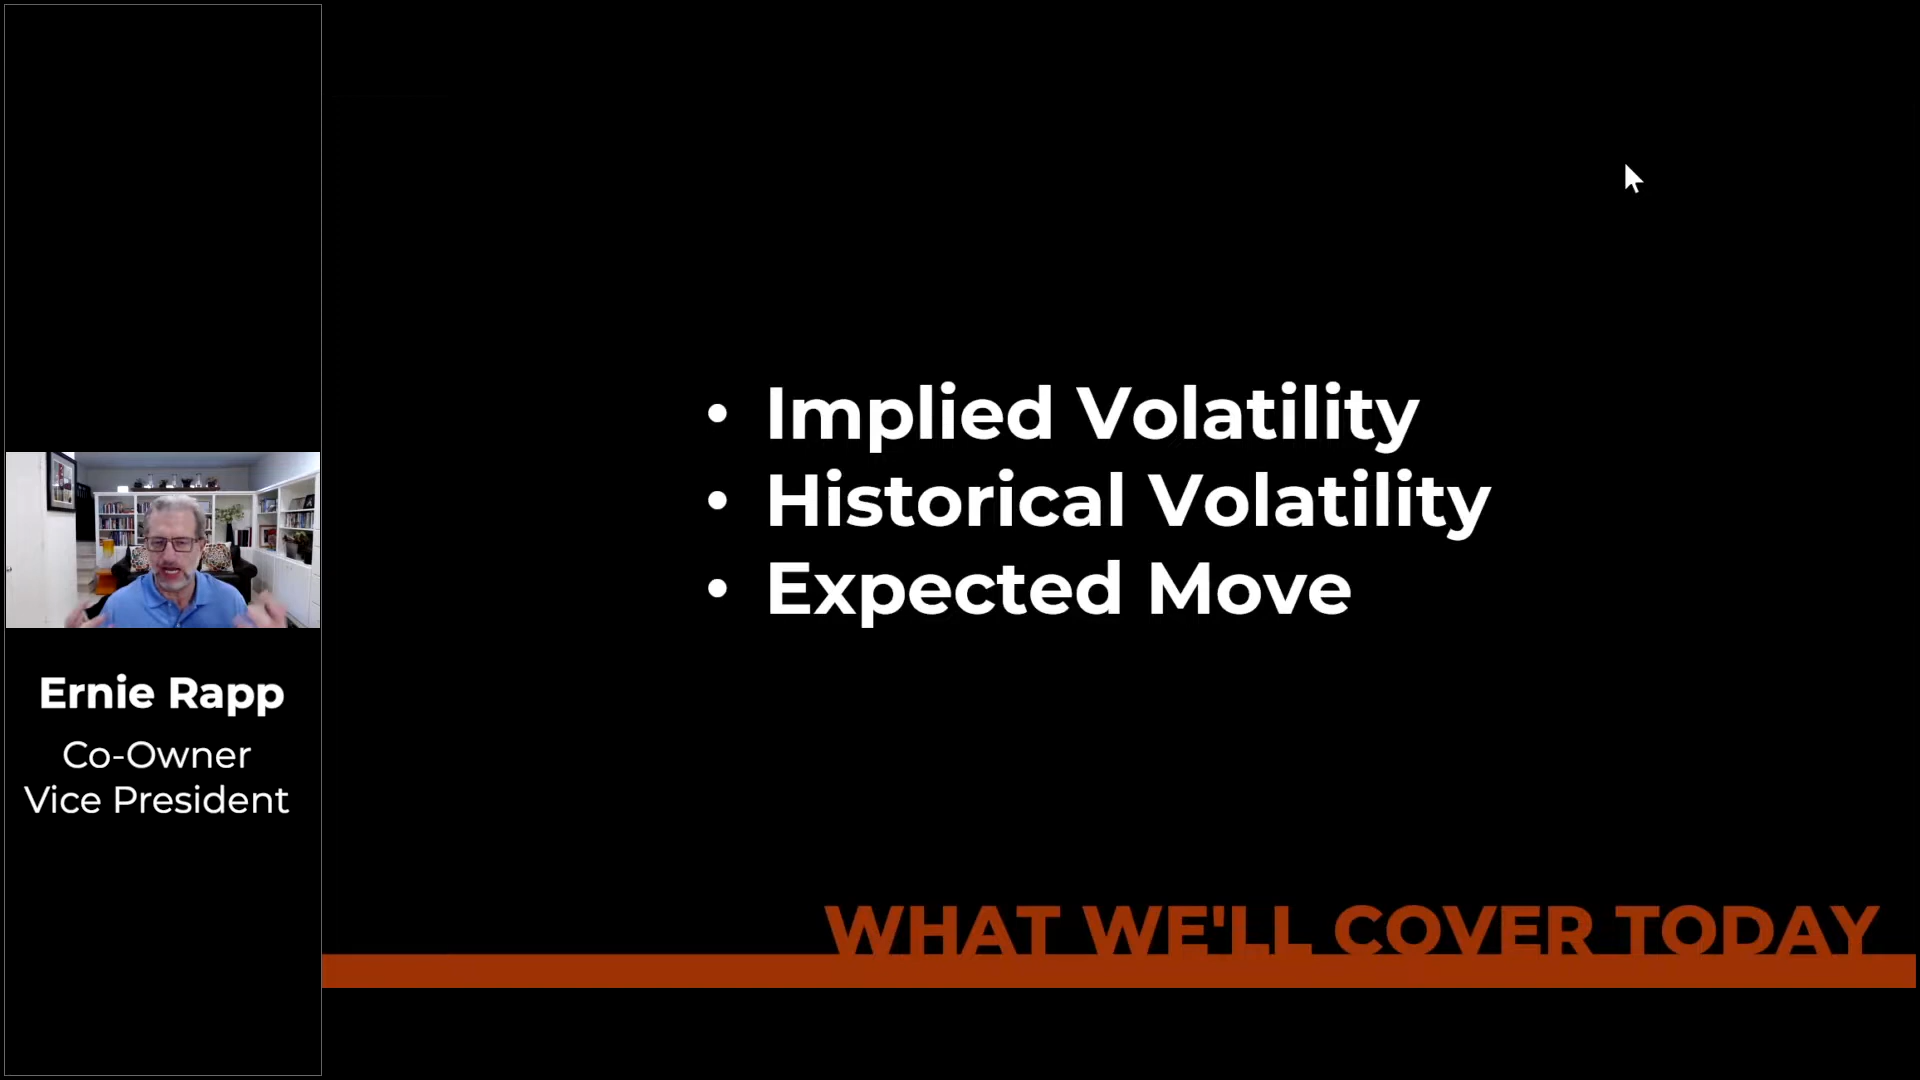 • Implied Volatility
• Historical Volatility
• Expected Move
Ernie Rapp
Co-Owner
Vice President
WHAT WE'LL COVER TODAY